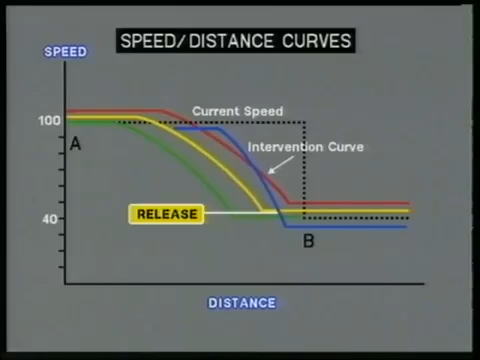 SPEED/DISTANCE CURVES
SPEED
Current Speed
100
A
Intervention Curve
RELEASE
40
B
DISTANCE